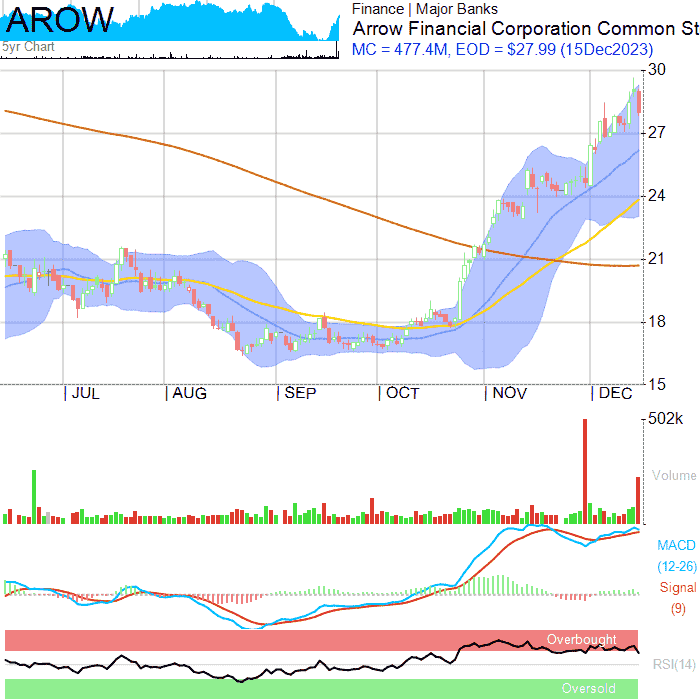 AROW
5yr Chart
Finance | Major Banks
Arrow Financial Corporation Common St
MC = 477.4M, EOD = $27.99 (15Dec2023)
30
27
24
21
18
15
JUL AUG SEP OCT NOV DEC
502k
Volume
MACD
(12-26)
Signal
(9)
Overbought
RSI(14)
Oversold